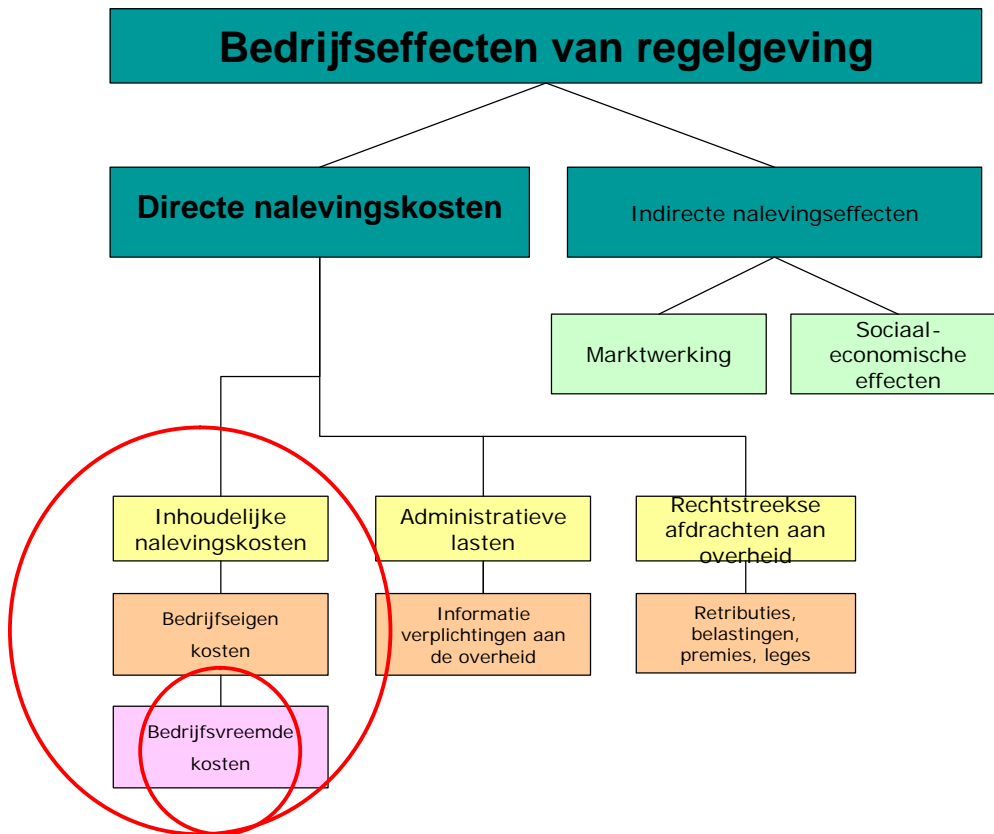 Bedrijfseffecten van regelgeving
Directe nalevingskosten
Indirecte nalevingseffecten
Marktwerking
Sociaal-
economische
effecten
Inhoudelijke
nalevingskosten
Administratieve
lasten
Rechtstreekse
afdrachten aan
overheid
Bedrijfseigen
kosten
Informatie
verplichtingen aan
de overheid
Retributies,
belastingen,
premies, leges
Bedrijfsvreemde
kosten